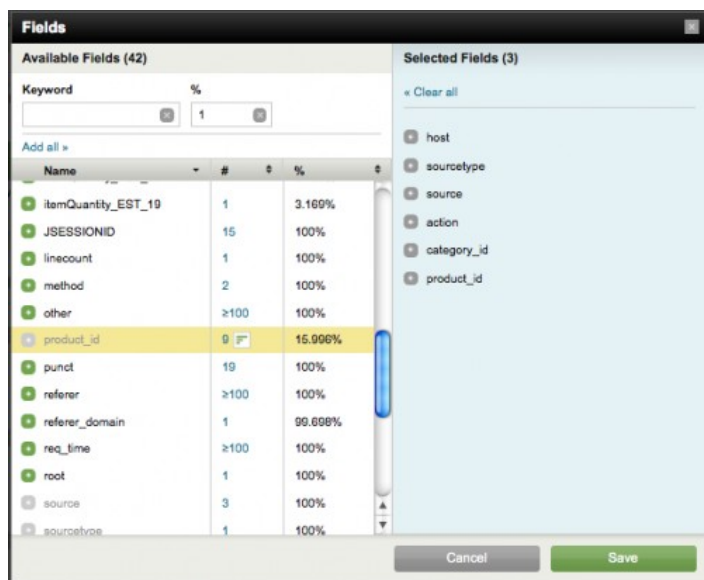 Fields
Available Fields (42)
Keyword %
1
Add all »
Name # %
itemQuantity_EST_19 1 3.169%
JSESSIONID 15 100%
linecount 1 100%
method 2 100%
other ≥100 100%
product_id 9 15.996%
punct 19 100%
referer ≥100 100%
referer_domain 1 99.698%
req_time ≥100 100%
root 1 100%
source 3 100%
sourcetype 1 100%
Selected Fields (3)
« Clear all
host
sourcetype
source
action
category_id
product_id
Cancel Save